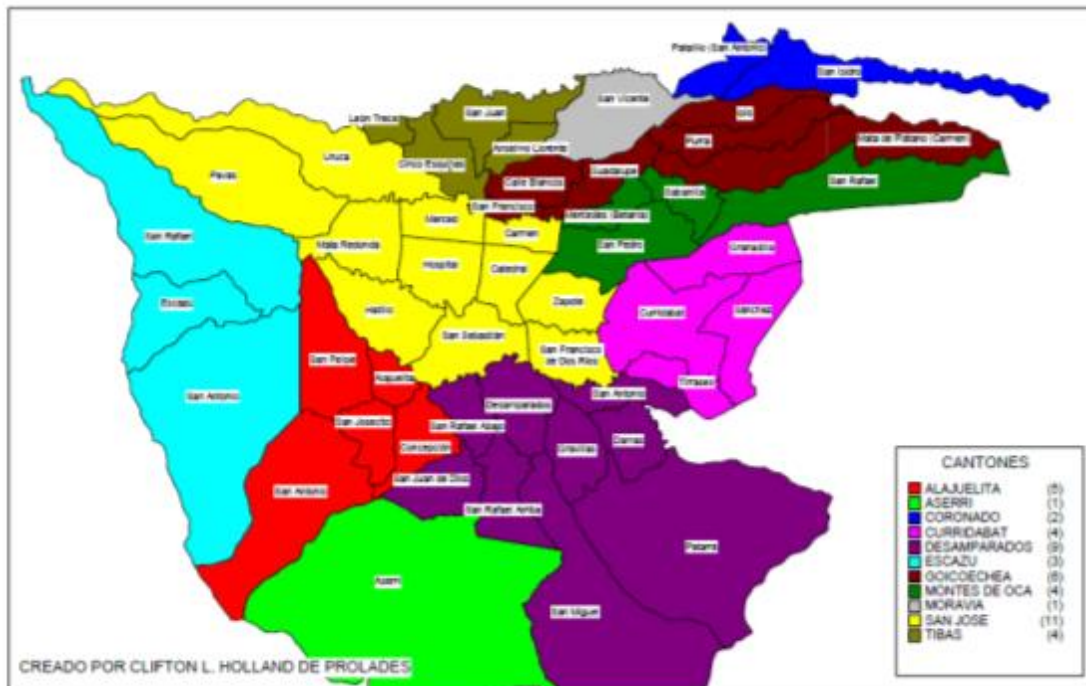 Patalillo (San Antonio)
San Isidro
San Vicente
San Juan
León Trece
Anselmo Llorente
Cinco Esquinas
Ipís
Purral
Mata de Plátano (Carmen)
Guadalupe
Calle Blancos
San Francisco
Uruca
Pavas
Sabanilla
San Rafael
Mercedes (Betania)
San Pedro
Merced
Carmen
Mata Redonda
Hospital
Catedral
Granadilla
San Rafael
Escazu
Hatillo
Zapote
Curridabat
Sánchez
San Sebastián
San Francisco
de Dos Rios
Tirrases
San Felipe
Alajuelita
San Antonio
San Antonio
Desamparados
San Josecito
San Rafael Abajo
Concepción
Gravilias
Damas
San Antonio
San Juan de Dios
San Rafael Arriba
Patarrá
Aserri
San Miguel
CANTONES
ALAJUELITA (5)
ASERRI (1)
CORONADO (2)
CURRIDABAT (4)
DESAMPARADOS (9)
ESCAZU (3)
GOICOECHEA (6)
MONTES DE OCA (4)
MORAVIA (1)
SAN JOSE (11)
TIBAS (4)
CREADO POR CLIFTON L. HOLLAND DE PROLADES